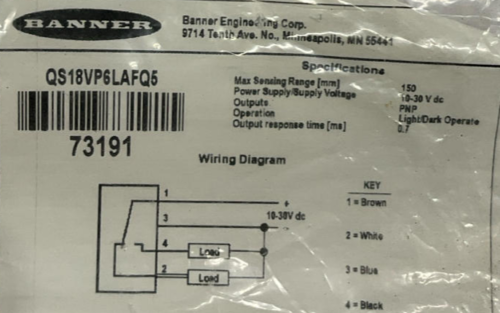 BANNER
Banner Engineering Corp.
9714 Tenth Ave. No., Minneapolis, MN 55441
Specifications
QS18VP6LAFQ5
Max Sensing Range [mm] 150
Power Supply/Supply Voltage 10-30 V dc
Outputs PNP
Operation Light/Dark Operate
Output response time [ms] 0.7
73191
Wiring Diagram
KEY
1 +
1 = Brown
10-30V dc
3 -
2 = White
4 Load
3 = Blue
2 Load
4 = Black